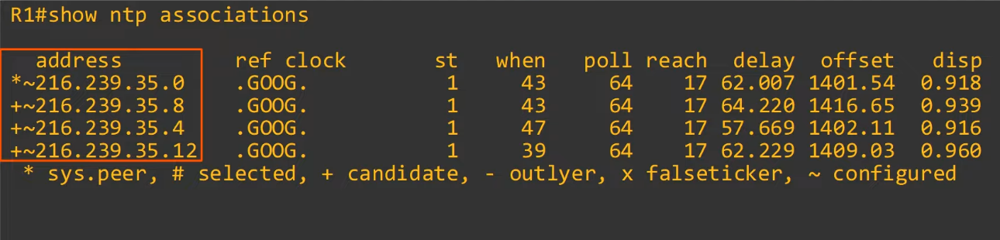 R1#show ntp associations
address ref clock st when poll reach delay offset disp
*~216.239.35.0 .GOOG. 1 43 64 17 62.007 1401.54 0.918
+~216.239.35.8 .GOOG. 1 43 64 17 64.220 1416.65 0.939
+~216.239.35.4 .GOOG. 1 47 64 17 57.669 1402.11 0.916
+~216.239.35.12 .GOOG. 1 39 64 17 62.229 1409.03 0.960
* sys.peer, # selected, + candidate, - outlyer, x falseticker, ~ configured